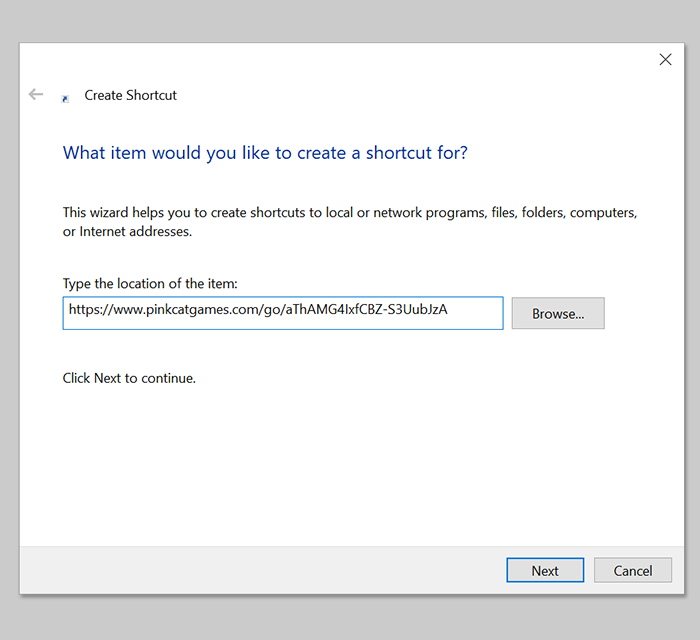 Create Shortcut
What item would you like to create a shortcut for?
This wizard helps you to create shortcuts to local or network programs, files, folders, computers,
or Internet addresses.
Type the location of the item:
https://www.pinkcatgames.com/go/aThAMG4IxfCBZ-S3UubJzA
Browse...
Click Next to continue.
Next
Cancel